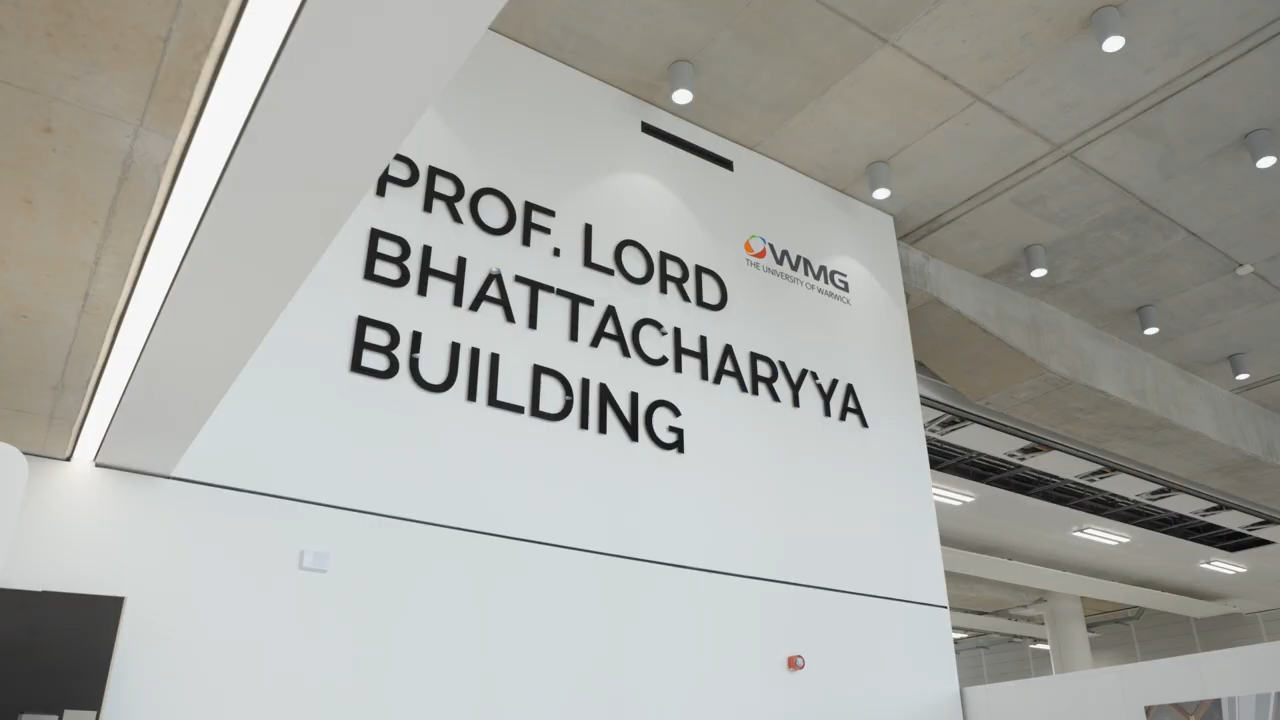 PROF. LORD
BHATTACHARYYA
BUILDING
WMG
THE UNIVERSITY OF WARWICK